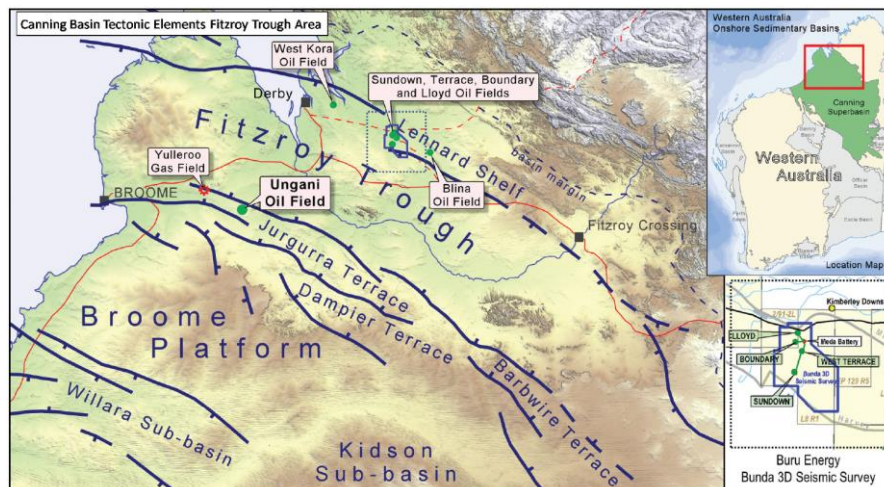 Canning Basin Tectonic Elements Fitzroy Trough Area
West Kora
Oil Field
Derby
Sundown, Terrace, Boundary
and Lloyd Oil Fields
Fitzroy Trough
Lennard Shelf
basin margin
Yulleroo
Gas Field
BROOME
Ungani
Oil Field
Blina
Oil Field
Fitzroy Crossing
Jurgurra Terrace
Dampier Terrace
Broome
Platform
Barbwire Terrace
Willara Sub-basin
Kidson
Sub-basin
Western Australia
Onshore Sedimentary Basins
Canning
Superbasin
Western
Australia
Officer
Basin
Location Map
Kimberley Downs
LLOYD
Meda Battery
BOUNDARY
WEST TERRACE
Bunda 3D
Seismic Survey
SUNDOWN
L8 R1
Buru Energy
Bunda 3D Seismic Survey